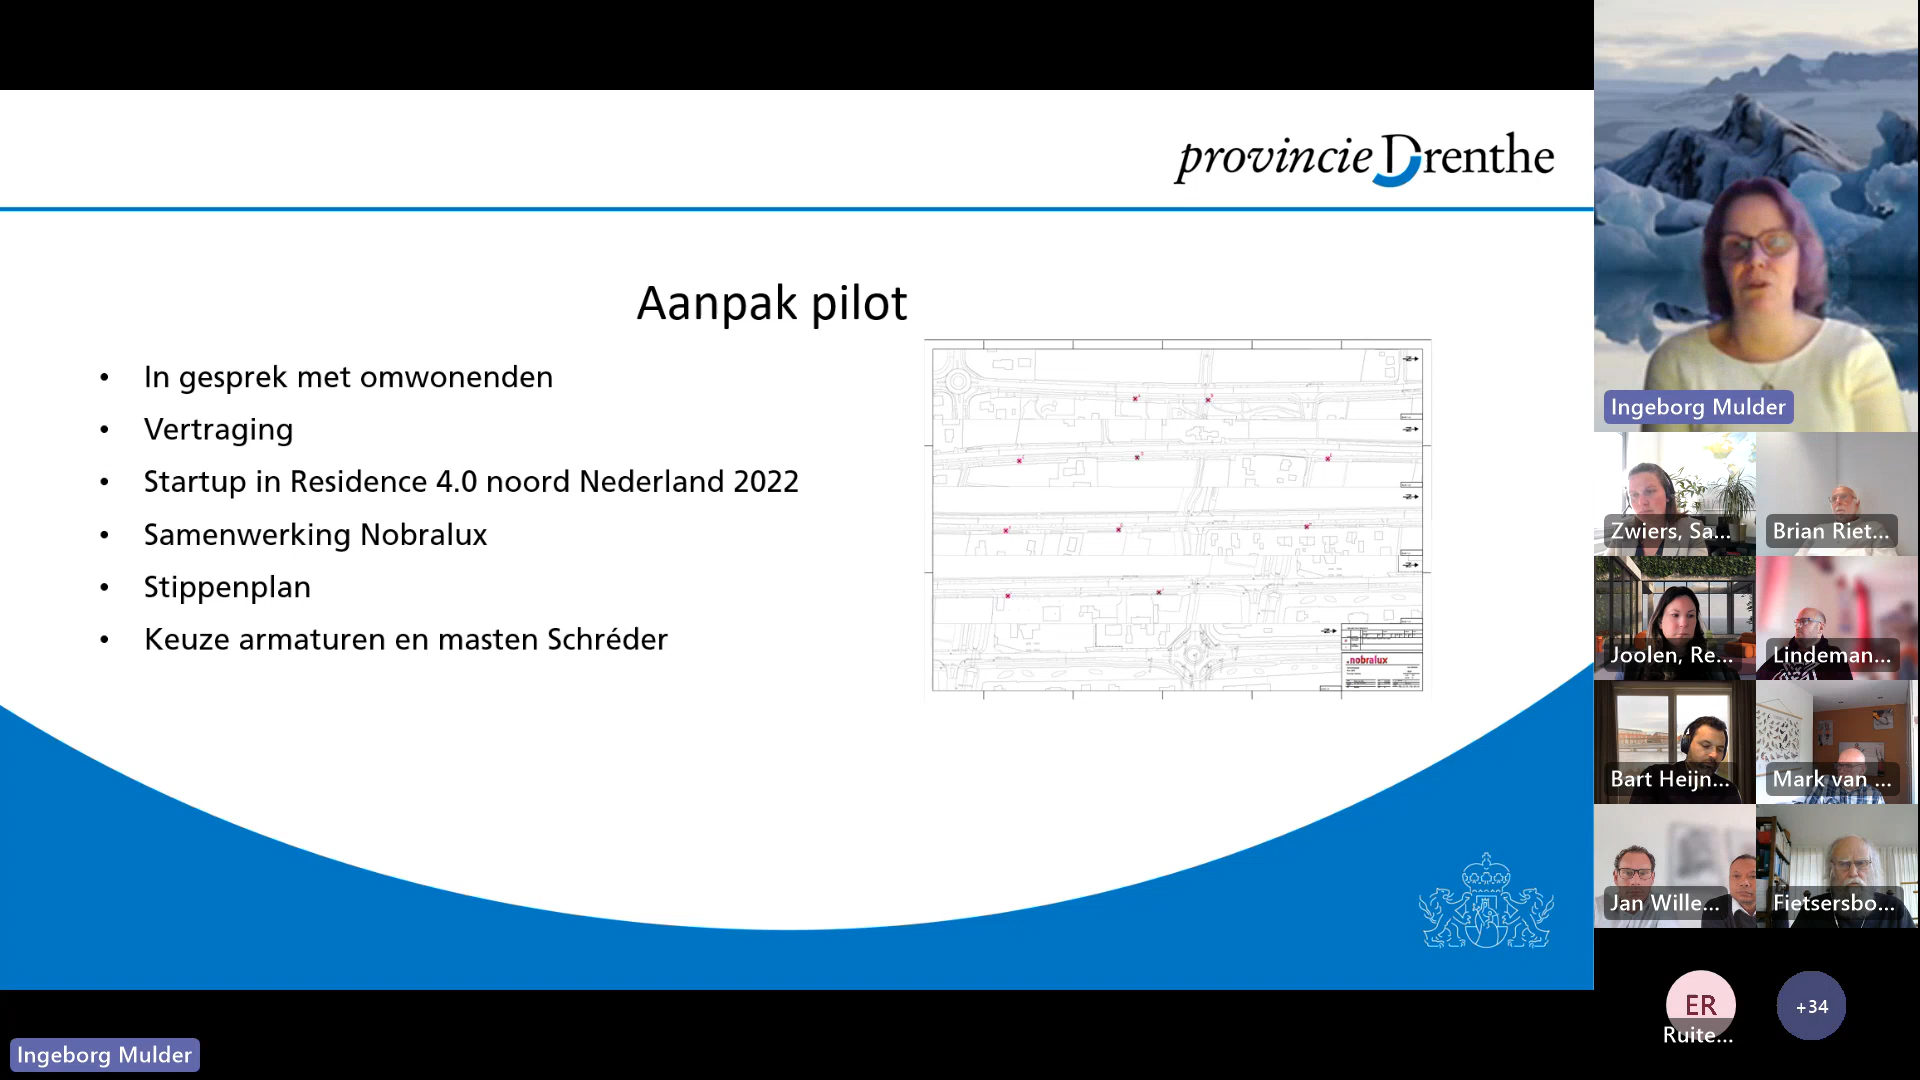 provincie Drenthe
Aanpak pilot
• In gesprek met omwonenden
• Vertraging
• Startup in Residence 4.0 noord Nederland 2022
• Samenwerking Nobralux
• Stippenplan
• Keuze armaturen en masten Schréder
nobralux
Ingeborg Mulder
Zwiers, Sa...
Brian Riet...
Joolen, Re...
Lindeman...
Bart Heijn...
Mark van ...
Jan Wille...
Fietsersbo...
ER
Ruite...
+34
Ingeborg Mulder